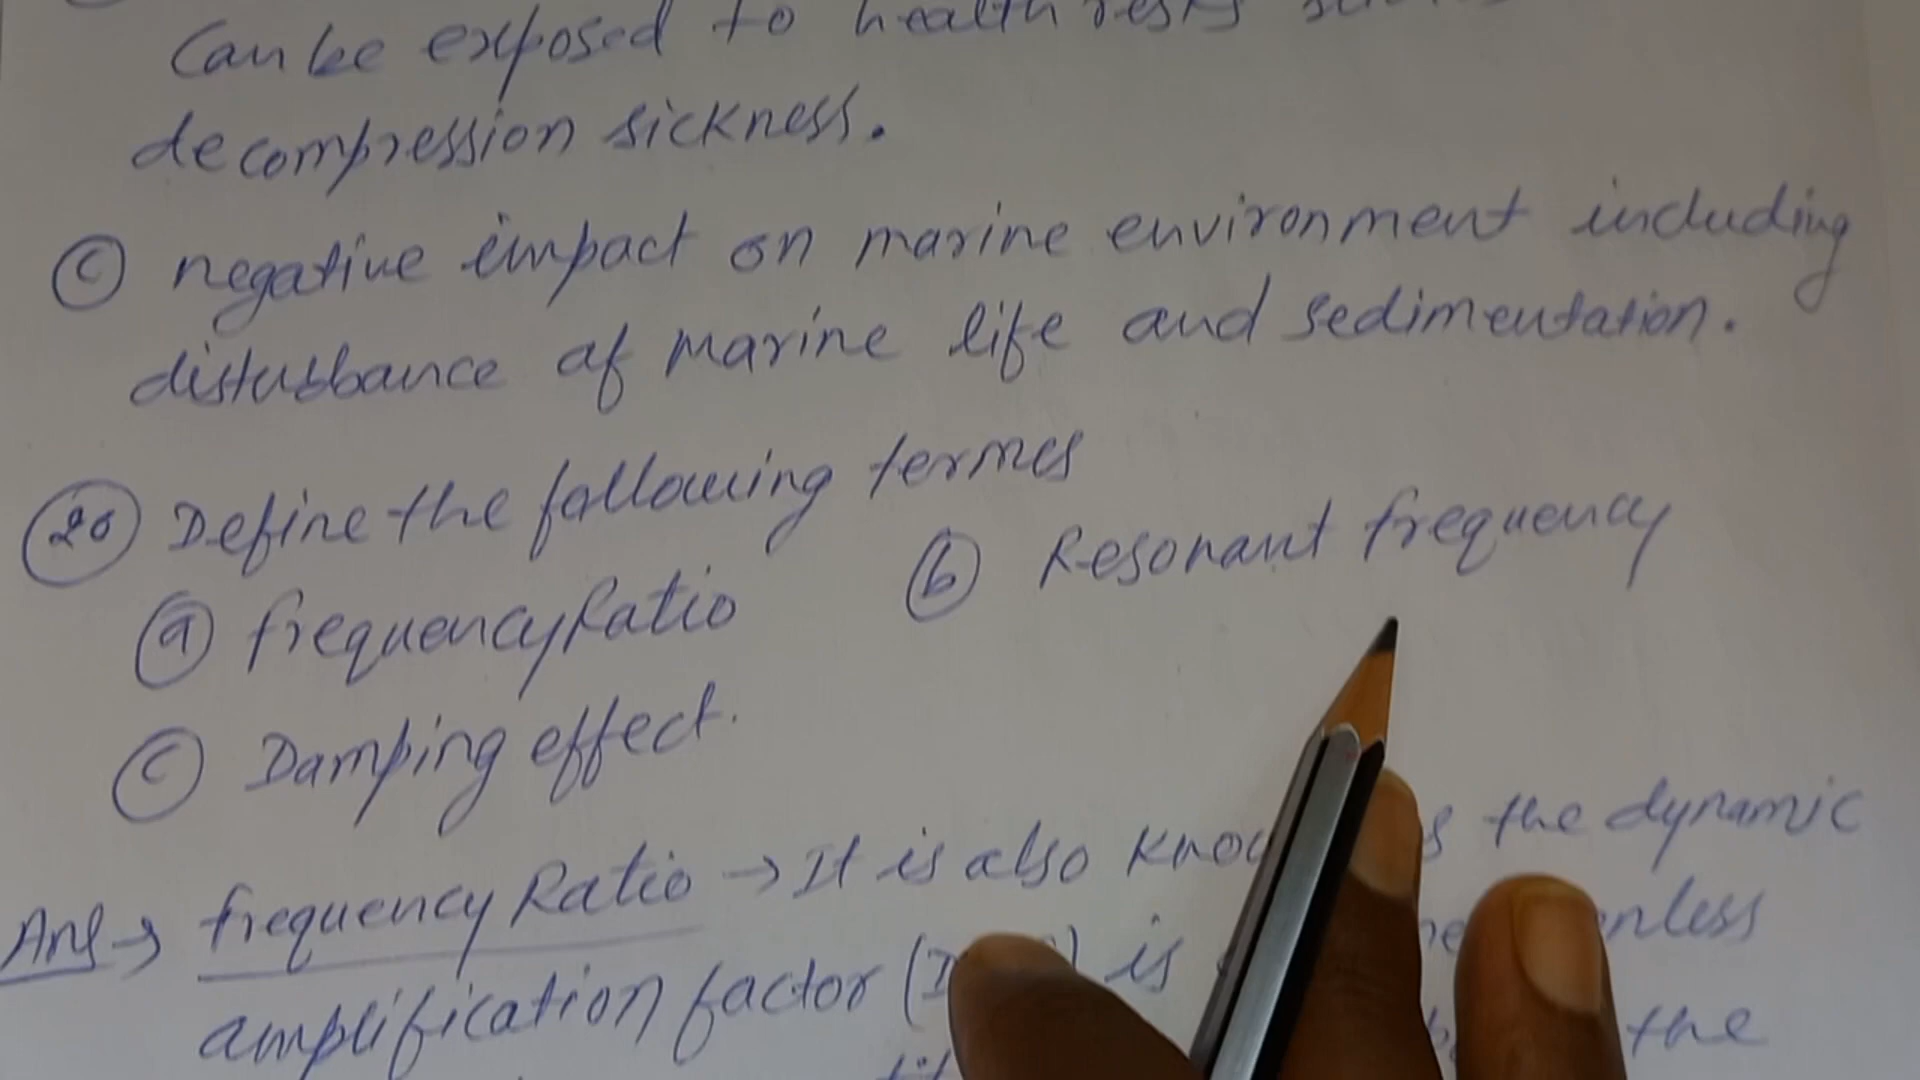 Can be exposed to health risks
decompression sickness.
(c) negative impact on marine environment including
disturbance of marine life and sedimentation.
(20) Define the following termes
(a) frequency Ratio (b) Resonant frequency
(c) Damping effect.
Ans → frequency Ratio → It is also the dynamic
amplification factor ( ) is
the